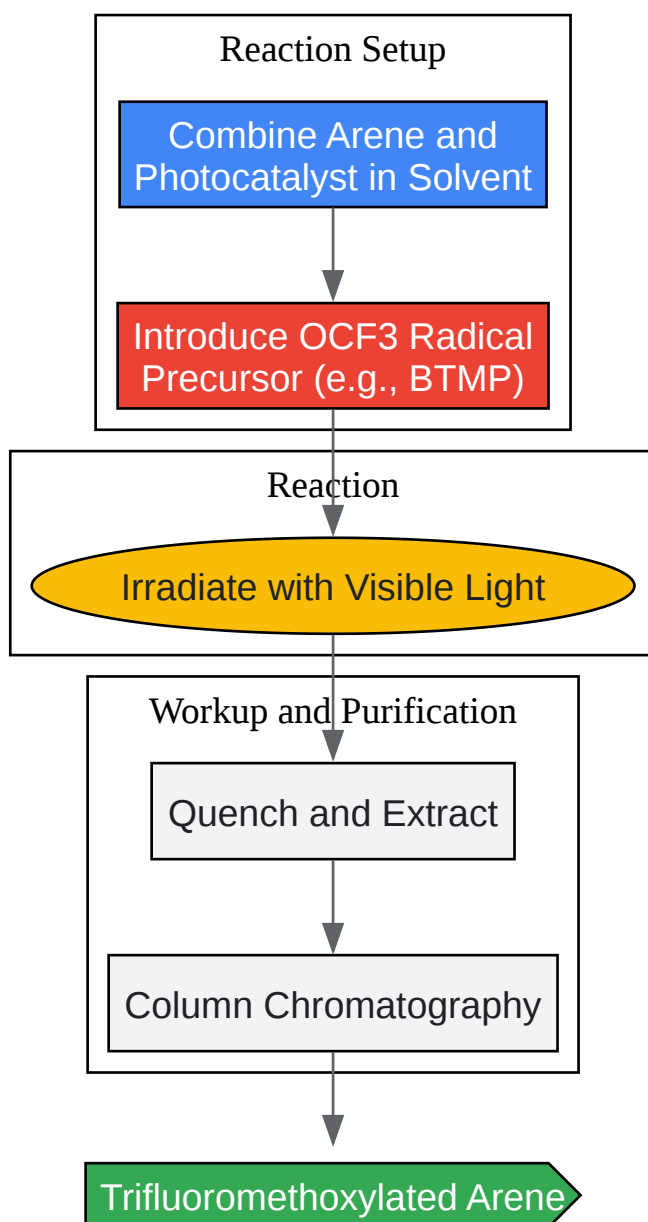 Reaction Setup
Combine Arene and
Photocatalyst in Solvent
Introduce OCF3 Radical
Precursor (e.g., BTMP)
Reaction
Irradiate with Visible Light
Workup and Purification
Quench and Extract
Column Chromatography
Trifluoromethoxylated Arene